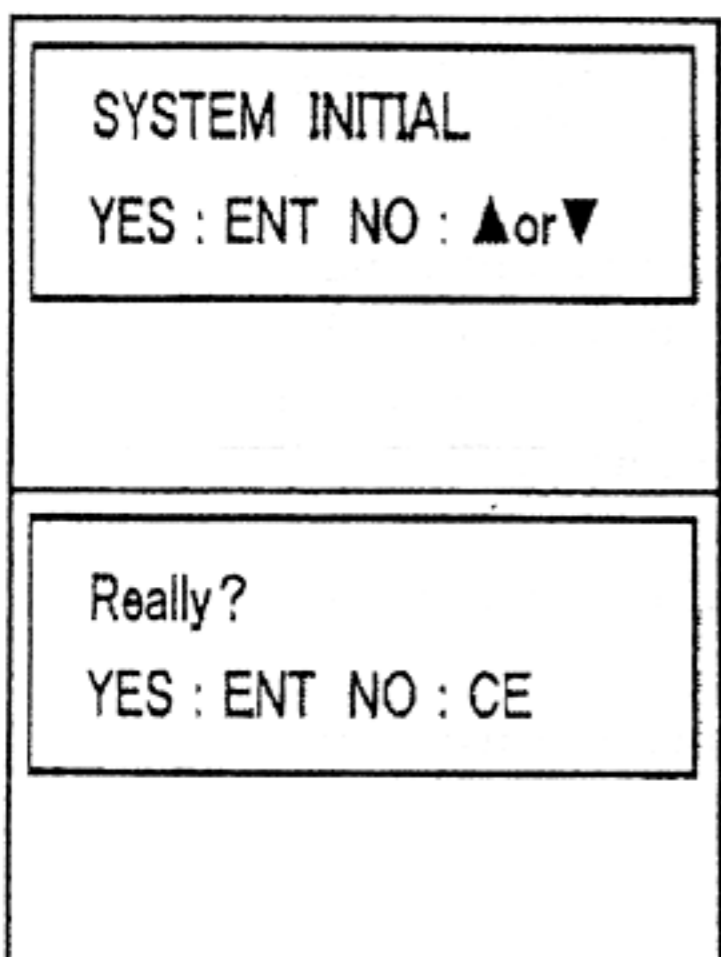 SYSTEM INITIAL
YES : ENT NO : ▲or▼
Really?
YES : ENT NO : CE